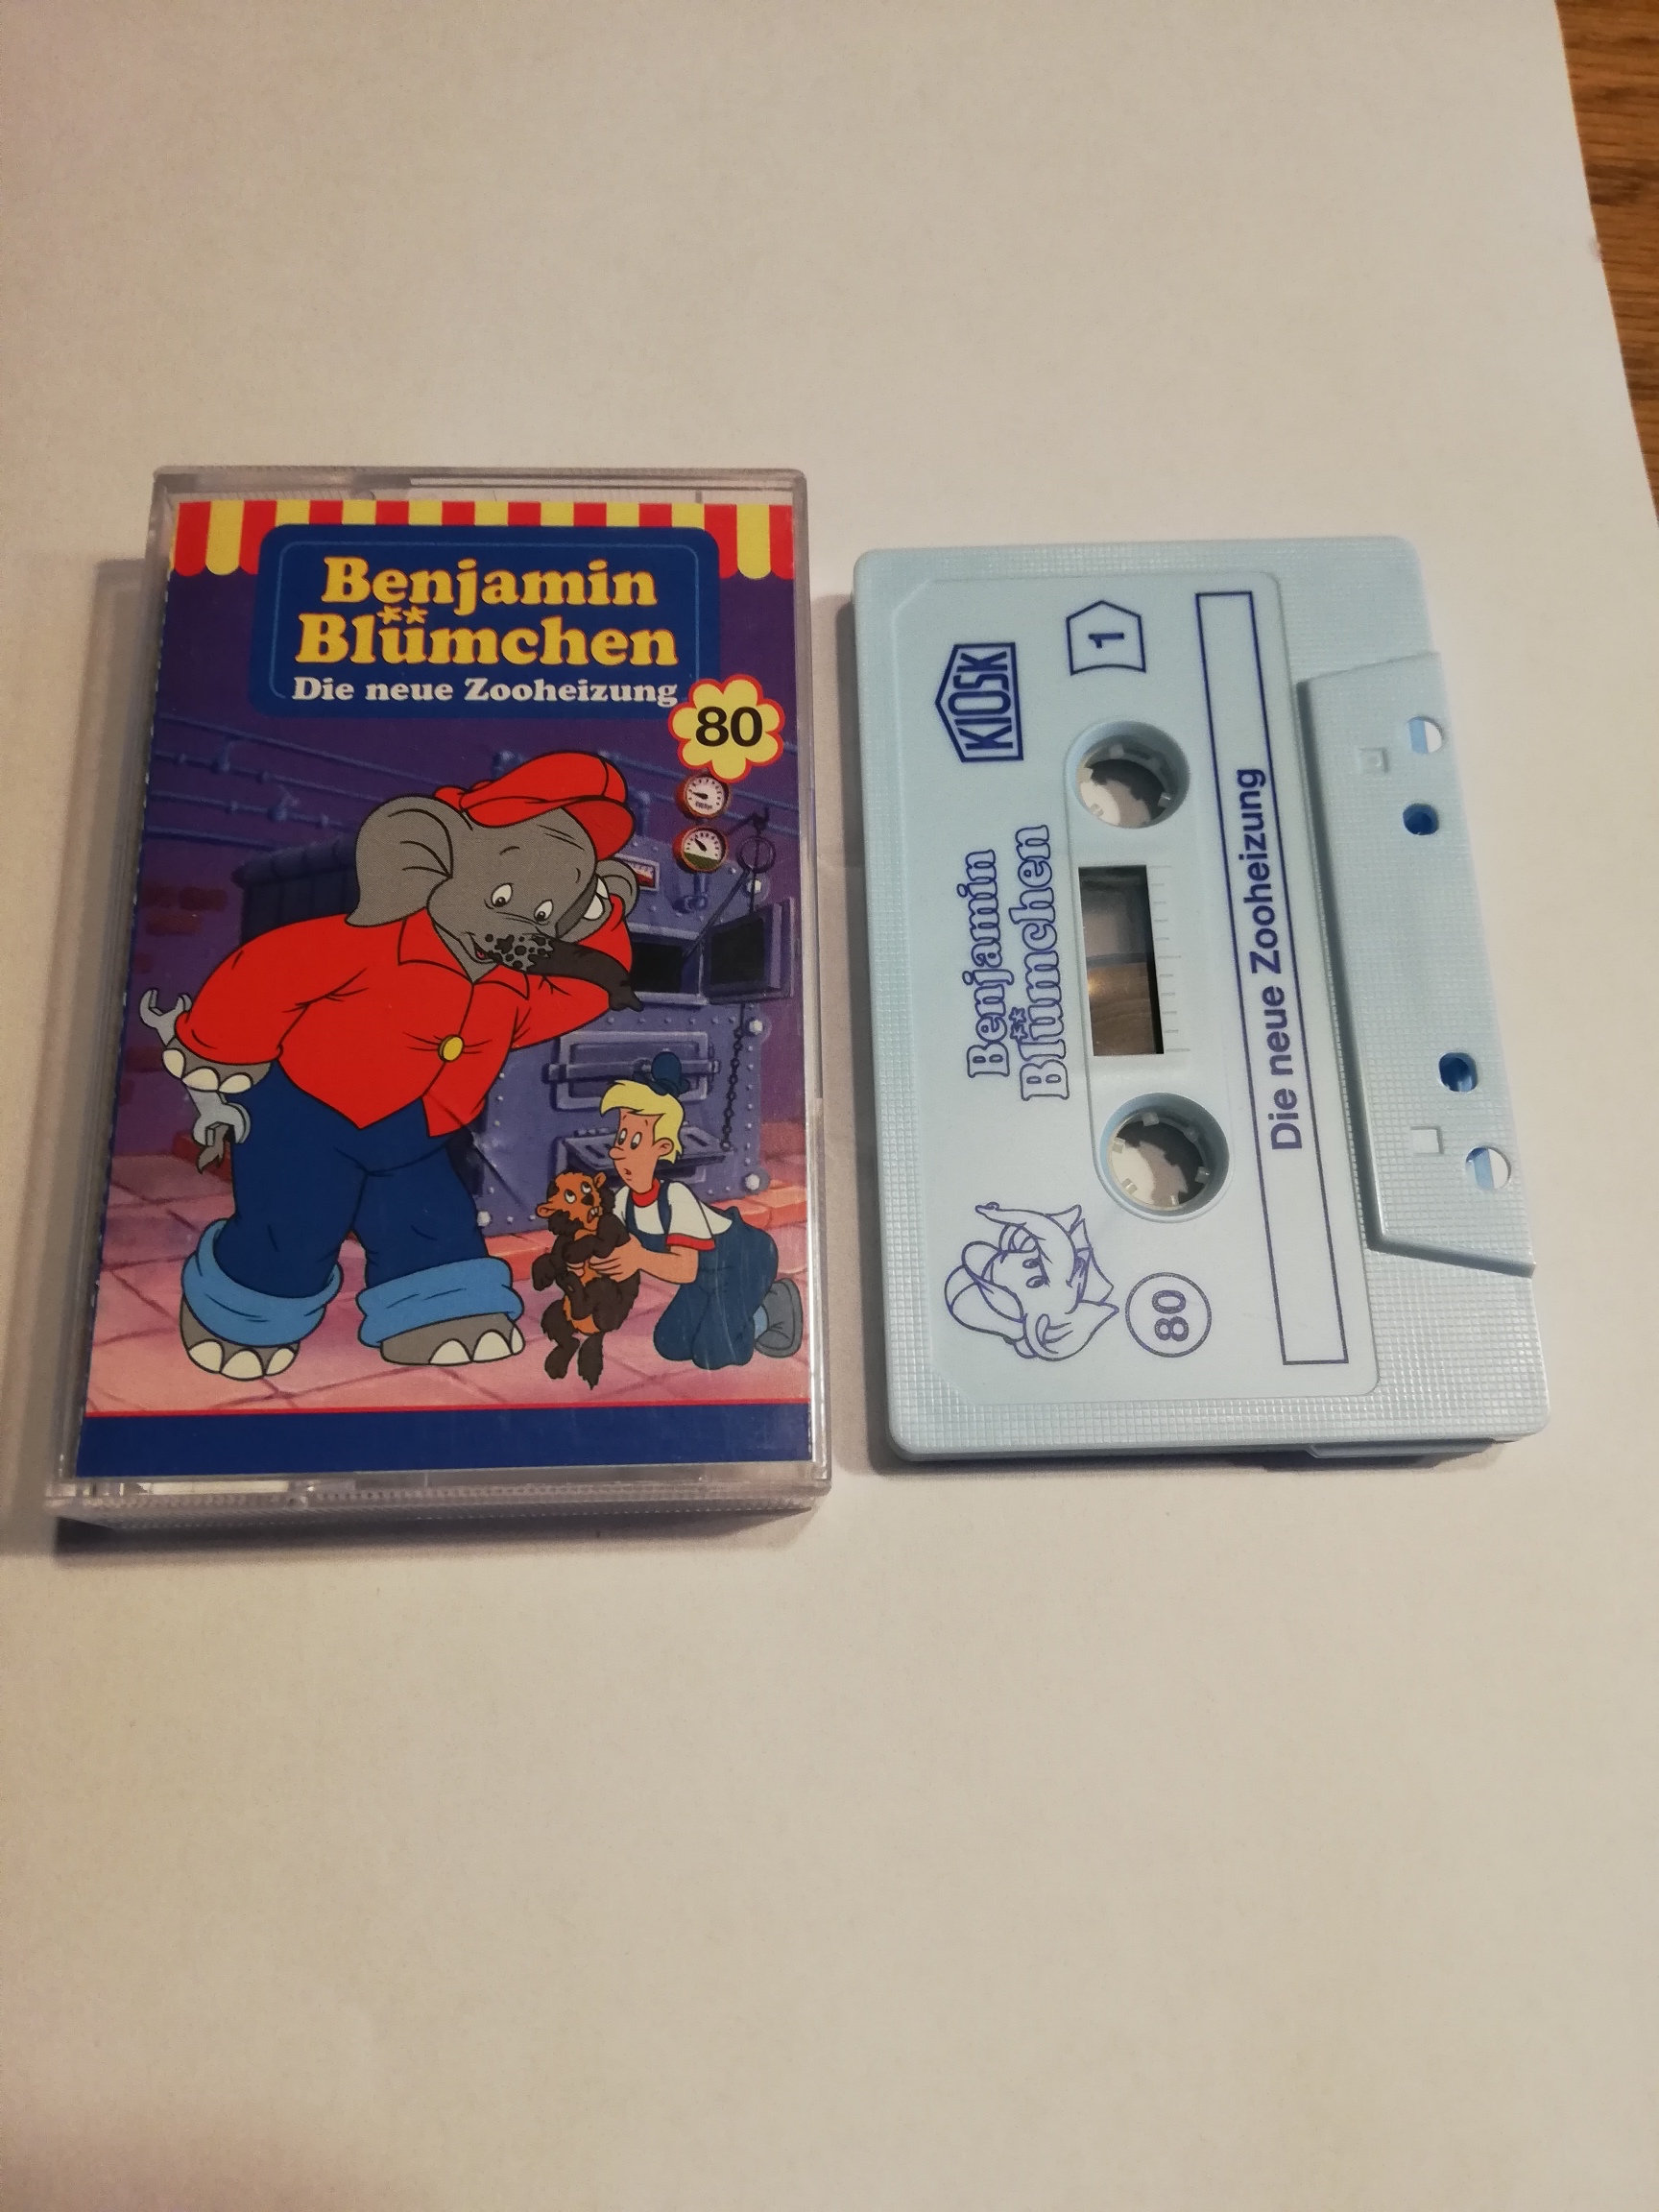 Benjamin
Blümchen
Die neue Zooheizung
80
KIOSK
1
Benjamin
Blümchen
Die neue Zooheizung
80